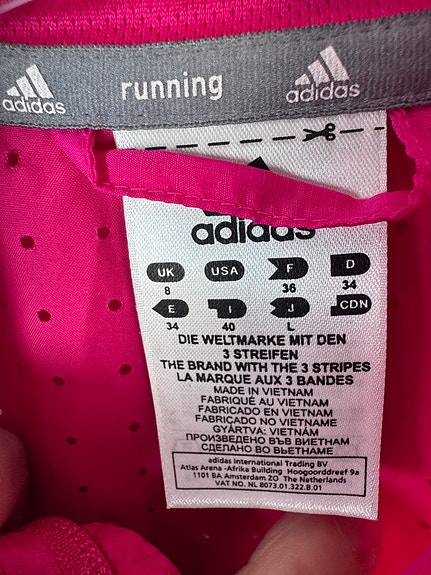 adidas running adidas
adidas
UK USA F D
8 36 34
E I J CDN
34 40 L
DIE WELTMARKE MIT DEN
3 STREIFEN
THE BRAND WITH THE 3 STRIPES
LA MARQUE AUX 3 BANDES
MADE IN VIETNAM
FABRIQUÉ AU VIETNAM
FABRICADO EN VIETNAM
FABRICADO NO VIETNAME
GYÁRTVA: VIETNÁM
ПРОИЗВЕДЕНО ВЪВ ВИЕТНАМ
СДЕЛАНО ВО ВЬЕТНАМЕ
adidas International Trading BV
Atlas Arena -Afrika Building Hoogoorddreef 9a
1101 BA Amsterdam ZO The Netherlands
VAT NO. NL 8073.01.322.B.01